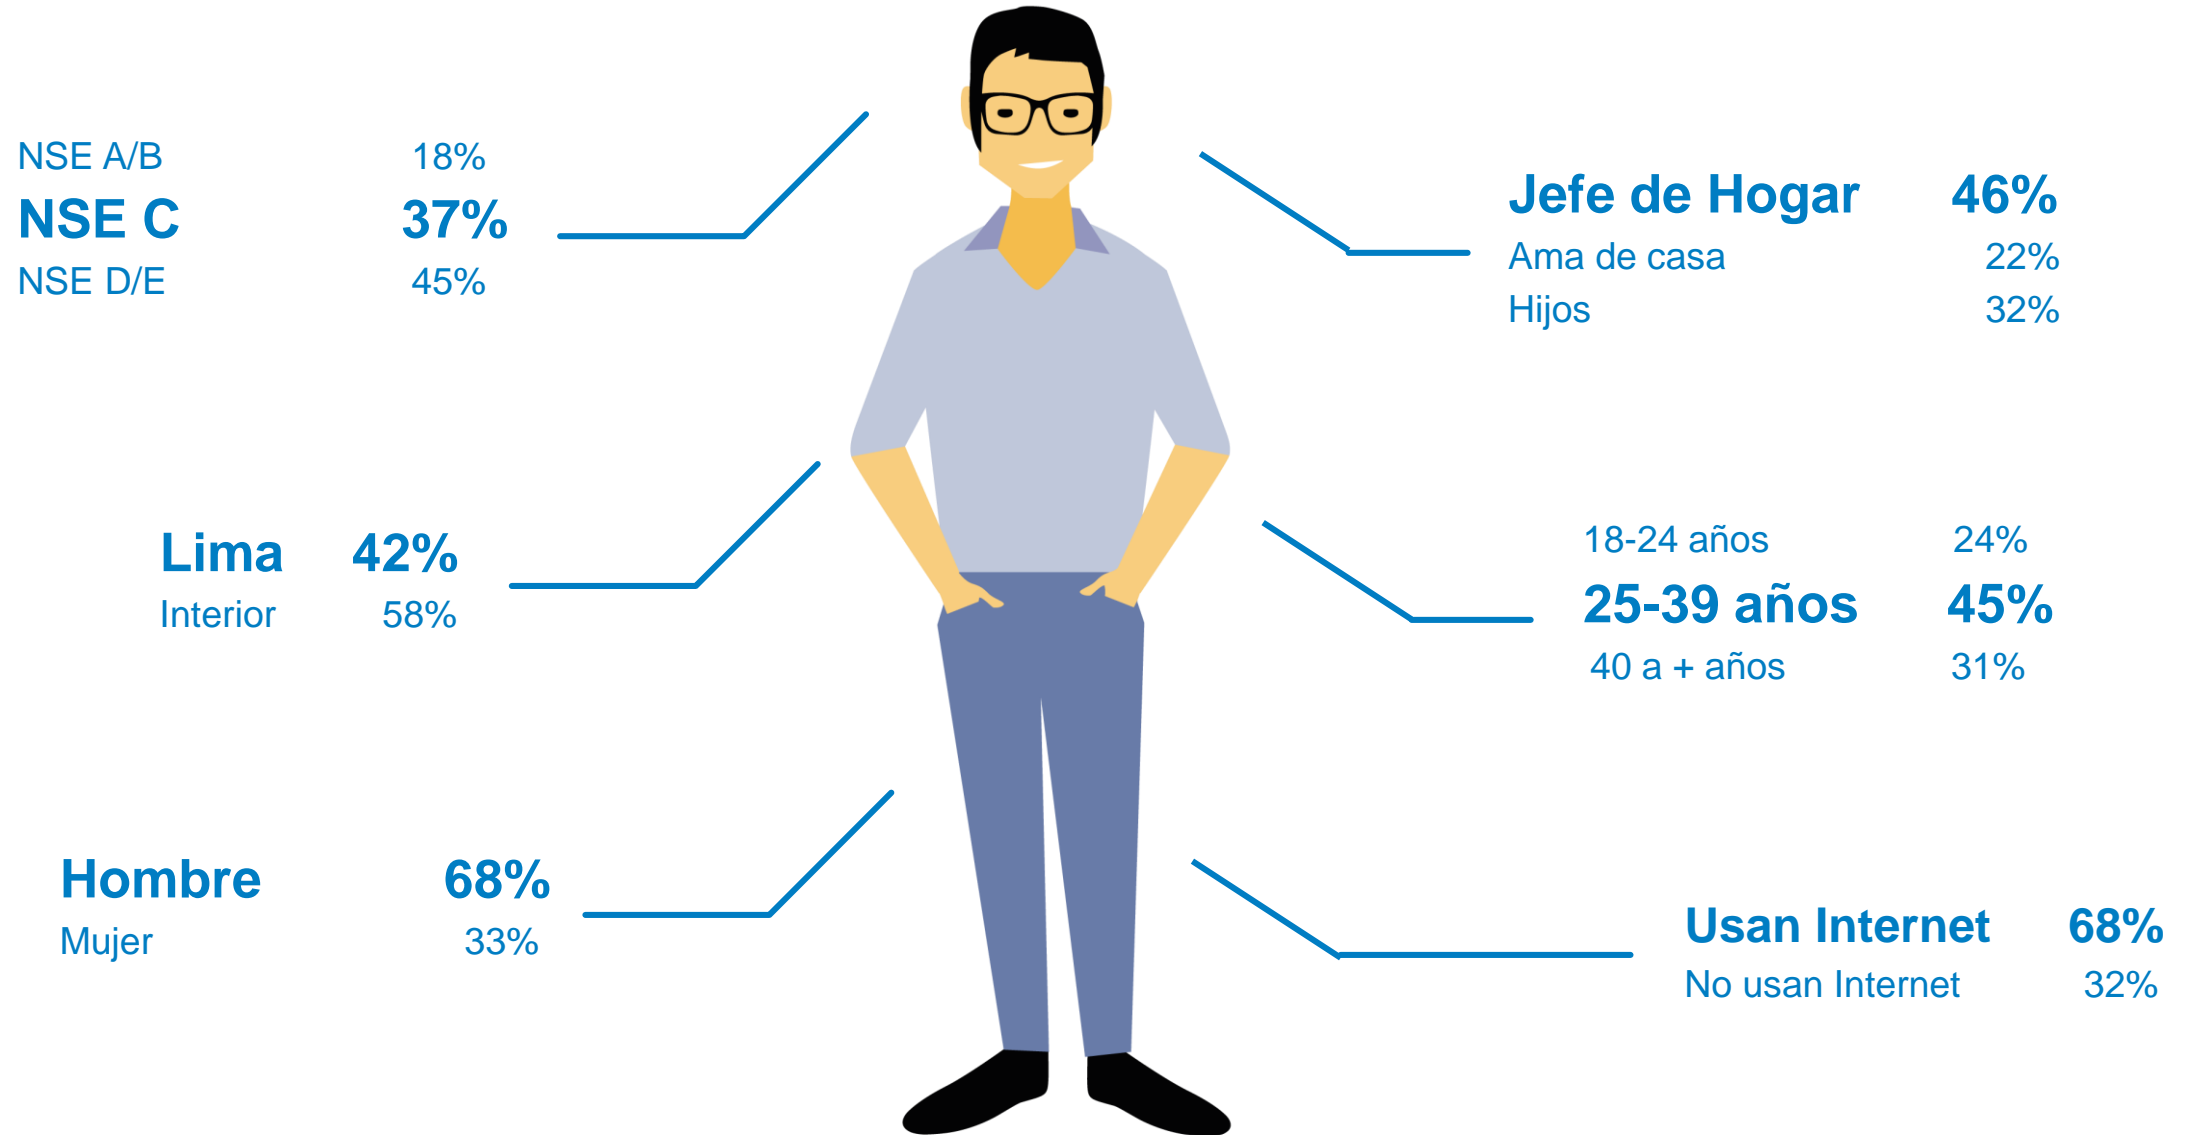 NSE A/B 18%
NSE C 37%
NSE D/E 45%
Jefe de Hogar 46%
Ama de casa 22%
Hijos 32%
Lima 42%
Interior 58%
18-24 años 24%
25-39 años 45%
40 a + años 31%
Hombre 68%
Mujer 33%
Usan Internet 68%
No usan Internet 32%